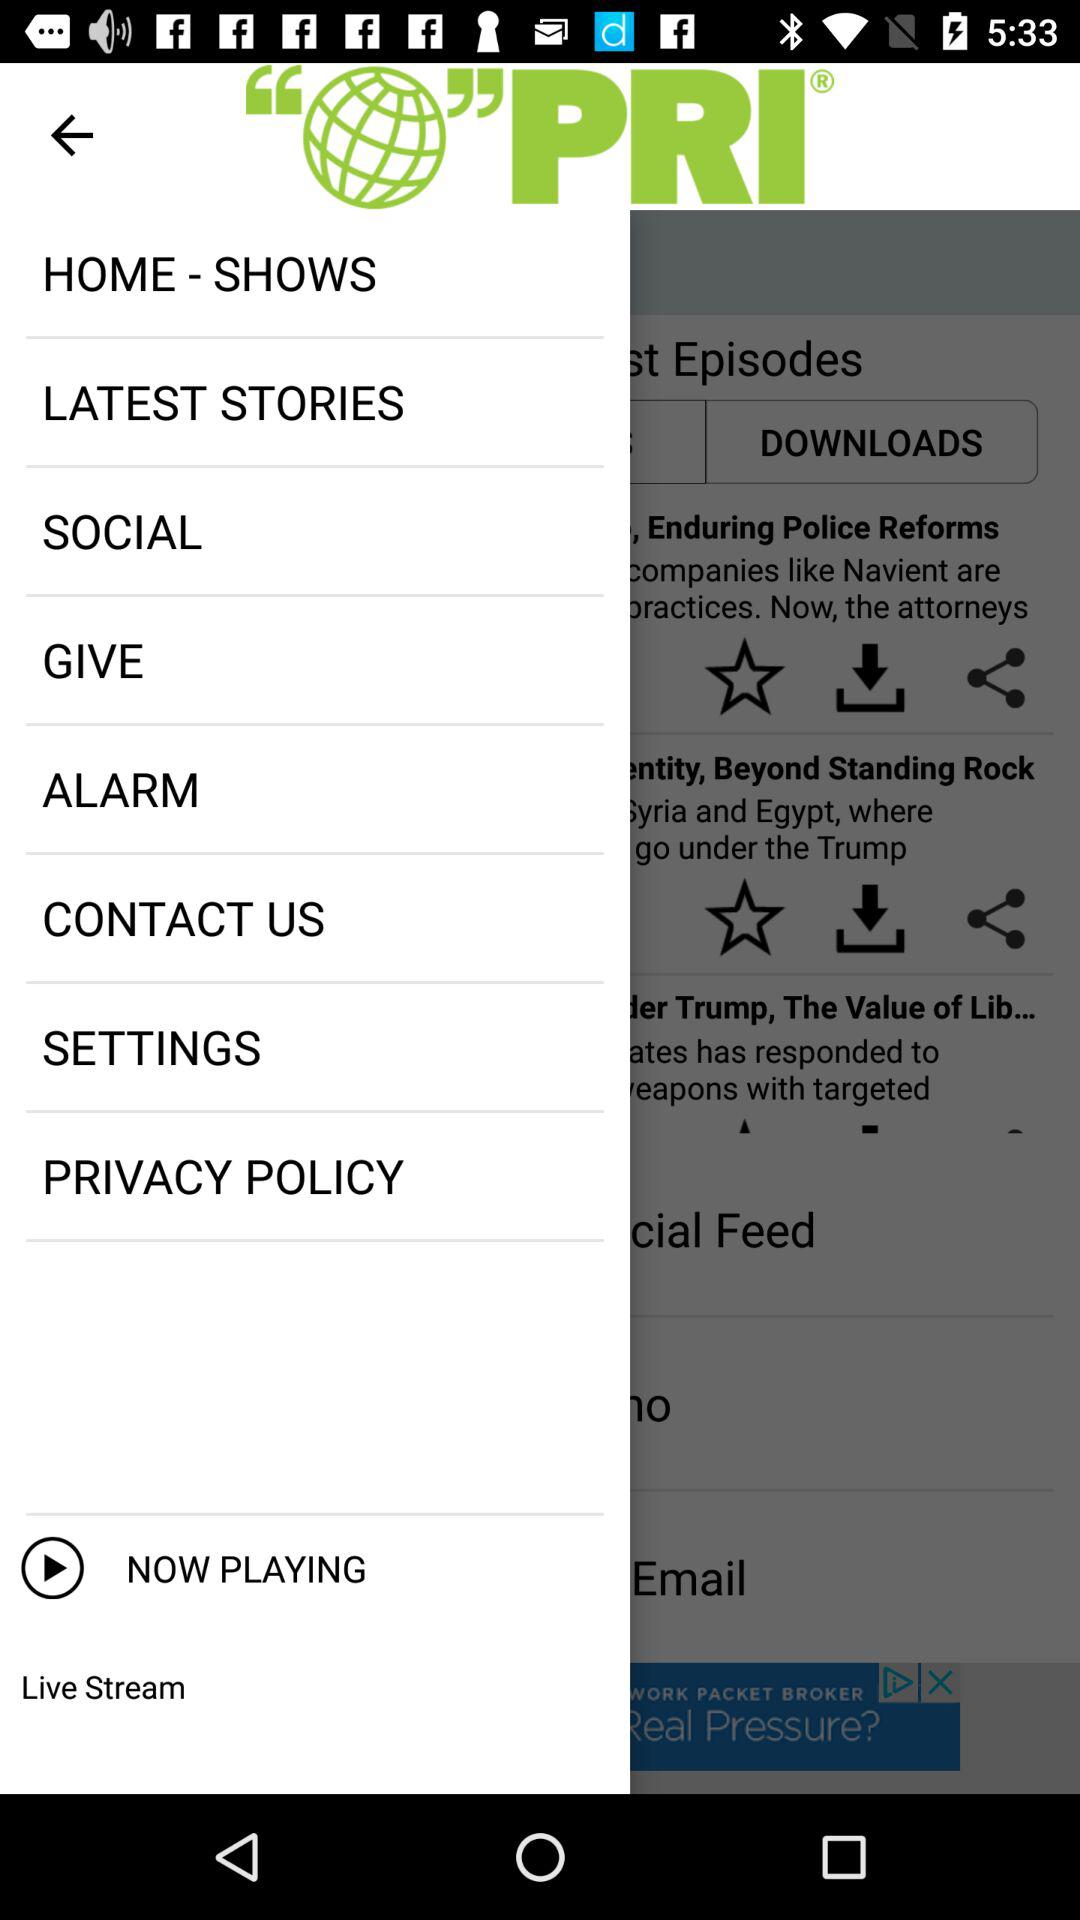 5:33
“ ” PRI®
HOME - SHOWS
LATEST STORIES
SOCIAL
GIVE
ALARM
CONTACT US
SETTINGS
PRIVACY POLICY
NOW PLAYING
Live Stream
st Episodes
S DOWNLOADS
, Enduring Police Reforms
companies like Navient are
practices. Now, the attorneys
entity, Beyond Standing Rock
Syria and Egypt, where
go under the Trump
der Trump, The Value of Lib...
ates has responded to
weapons with targeted
cial Feed
no
Email
WORK PACKET BROKER
Real Pressure?